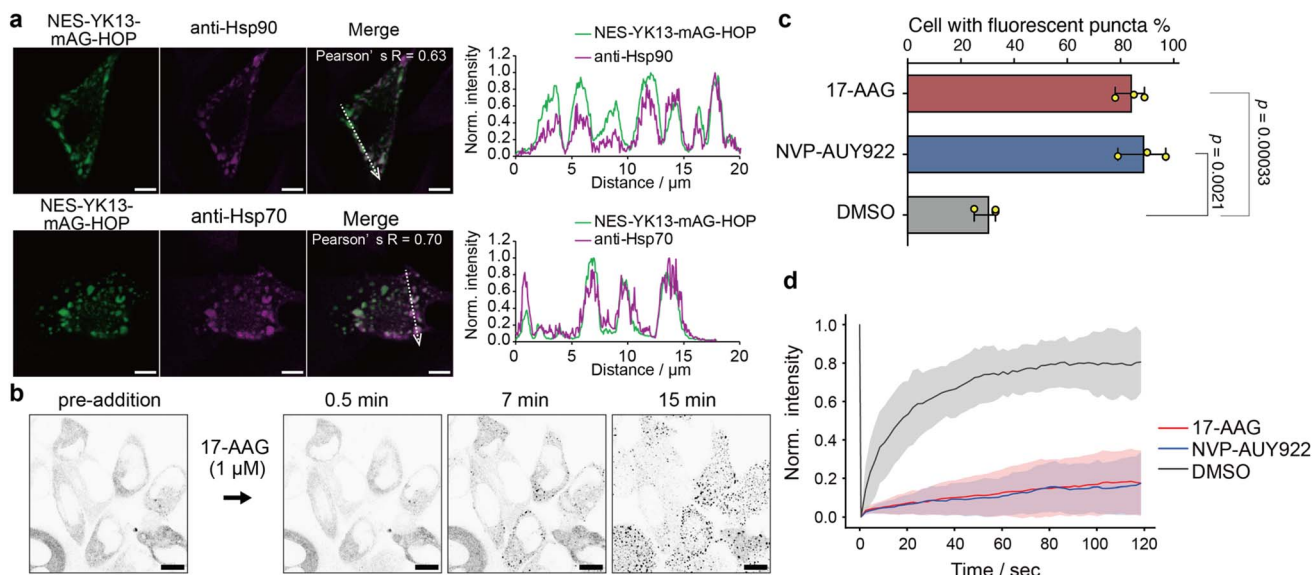 a
NES-YK13-
mAG-HOP
anti-Hsp90
Merge
Pearson' s R = 0.63
NES-YK13-mAG-HOP
anti-Hsp90
Norm. intensity
1.2
1.0
0.8
0.6
0.4
0.2
0
0 5 10 15 20
Distance / μm
NES-YK13-
mAG-HOP
anti-Hsp70
Merge
Pearson' s R = 0.70
NES-YK13-mAG-HOP
anti-Hsp70
Norm. intensity
1.2
1.0
0.8
0.6
0.4
0.2
0
0 5 10 15 20
Distance / μm
b
pre-addition
17-AAG
(1 μM)
0.5 min
7 min
15 min
c
Cell with fluorescent puncta %
0 20 40 60 80 100
17-AAG
NVP-AUY922
DMSO
p = 0.0021
p = 0.00033
d
Norm. intensity
1.0
0.8
0.6
0.4
0.2
0.0
0 20 40 60 80 100 120
Time / sec
17-AAG
NVP-AUY922
DMSO